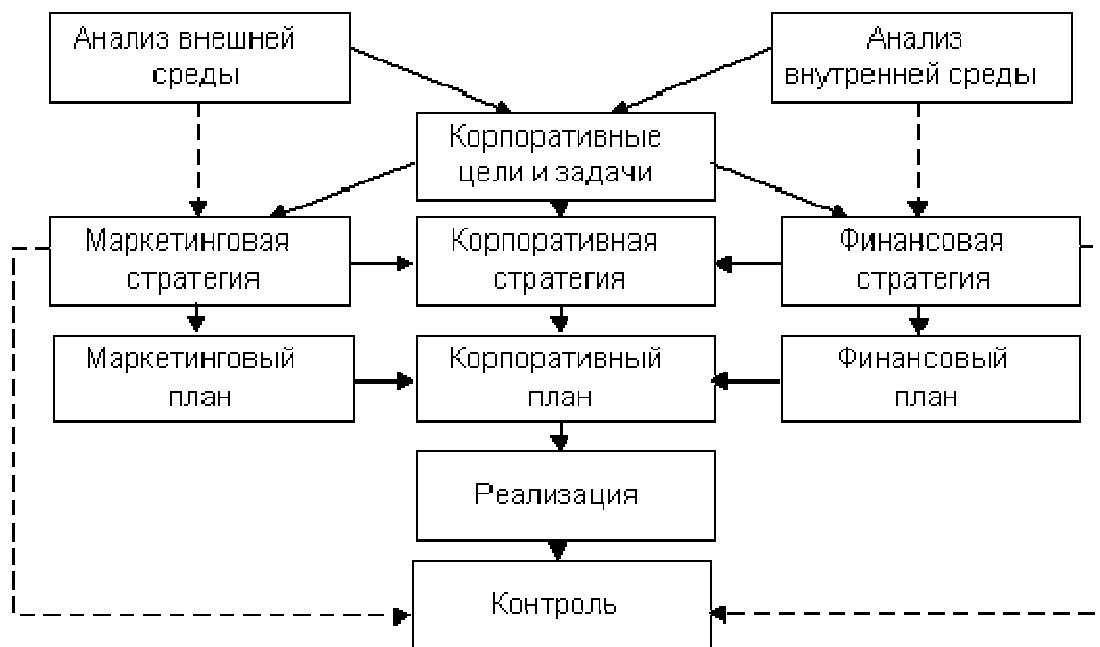 Анализ внешней
среды
Анализ
внутренней среды
Корпоративные
цели и задачи
Маркетинговая
стратегия
Корпоративная
стратегия
Финансовая
стратегия
Маркетинговый
план
Корпоративный
план
Финансовый
план
Реализация
Контроль